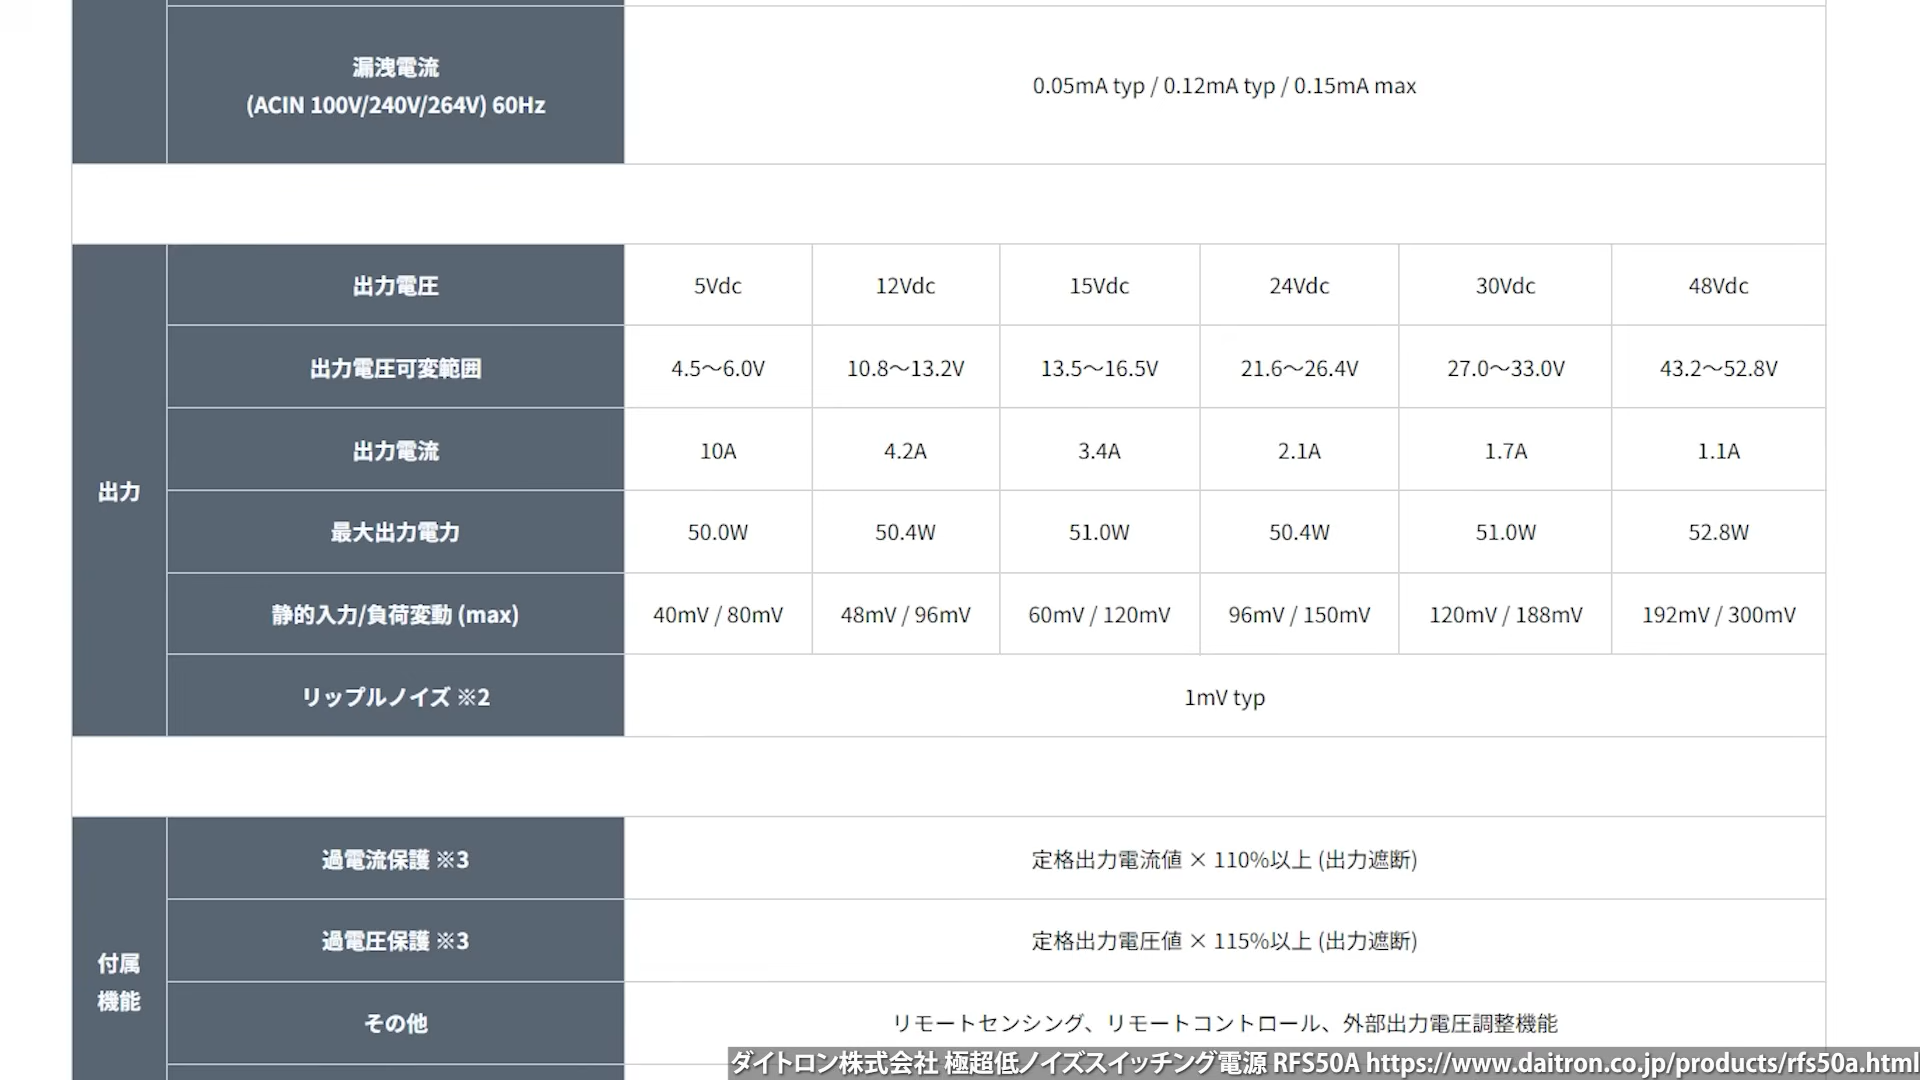 漏洩電流
(ACIN 100V/240V/264V) 60Hz
0.05mA typ / 0.12mA typ / 0.15mA max
出力
出力電圧 5Vdc 12Vdc 15Vdc 24Vdc 30Vdc 48Vdc
出力電圧可変範囲 4.5～6.0V 10.8～13.2V 13.5～16.5V 21.6～26.4V 27.0～33.0V 43.2～52.8V
出力電流 10A 4.2A 3.4A 2.1A 1.7A 1.1A
最大出力電力 50.0W 50.4W 51.0W 50.4W 51.0W 52.8W
静的入力/負荷変動 (max) 40mV / 80mV 48mV / 96mV 60mV / 120mV 96mV / 150mV 120mV / 188mV 192mV / 300mV
リップルノイズ ※2 1mV typ
付属
機能
過電流保護 ※3 定格出力電流値 × 110%以上 (出力遮断)
過電圧保護 ※3 定格出力電圧値 × 115%以上 (出力遮断)
その他 リモートセンシング、リモートコントロール、外部出力電圧調整機能
ダイトロン株式会社 極超低ノイズスイッチング電源 RFS50A https://www.daitron.co.jp/products/rfs50a.html